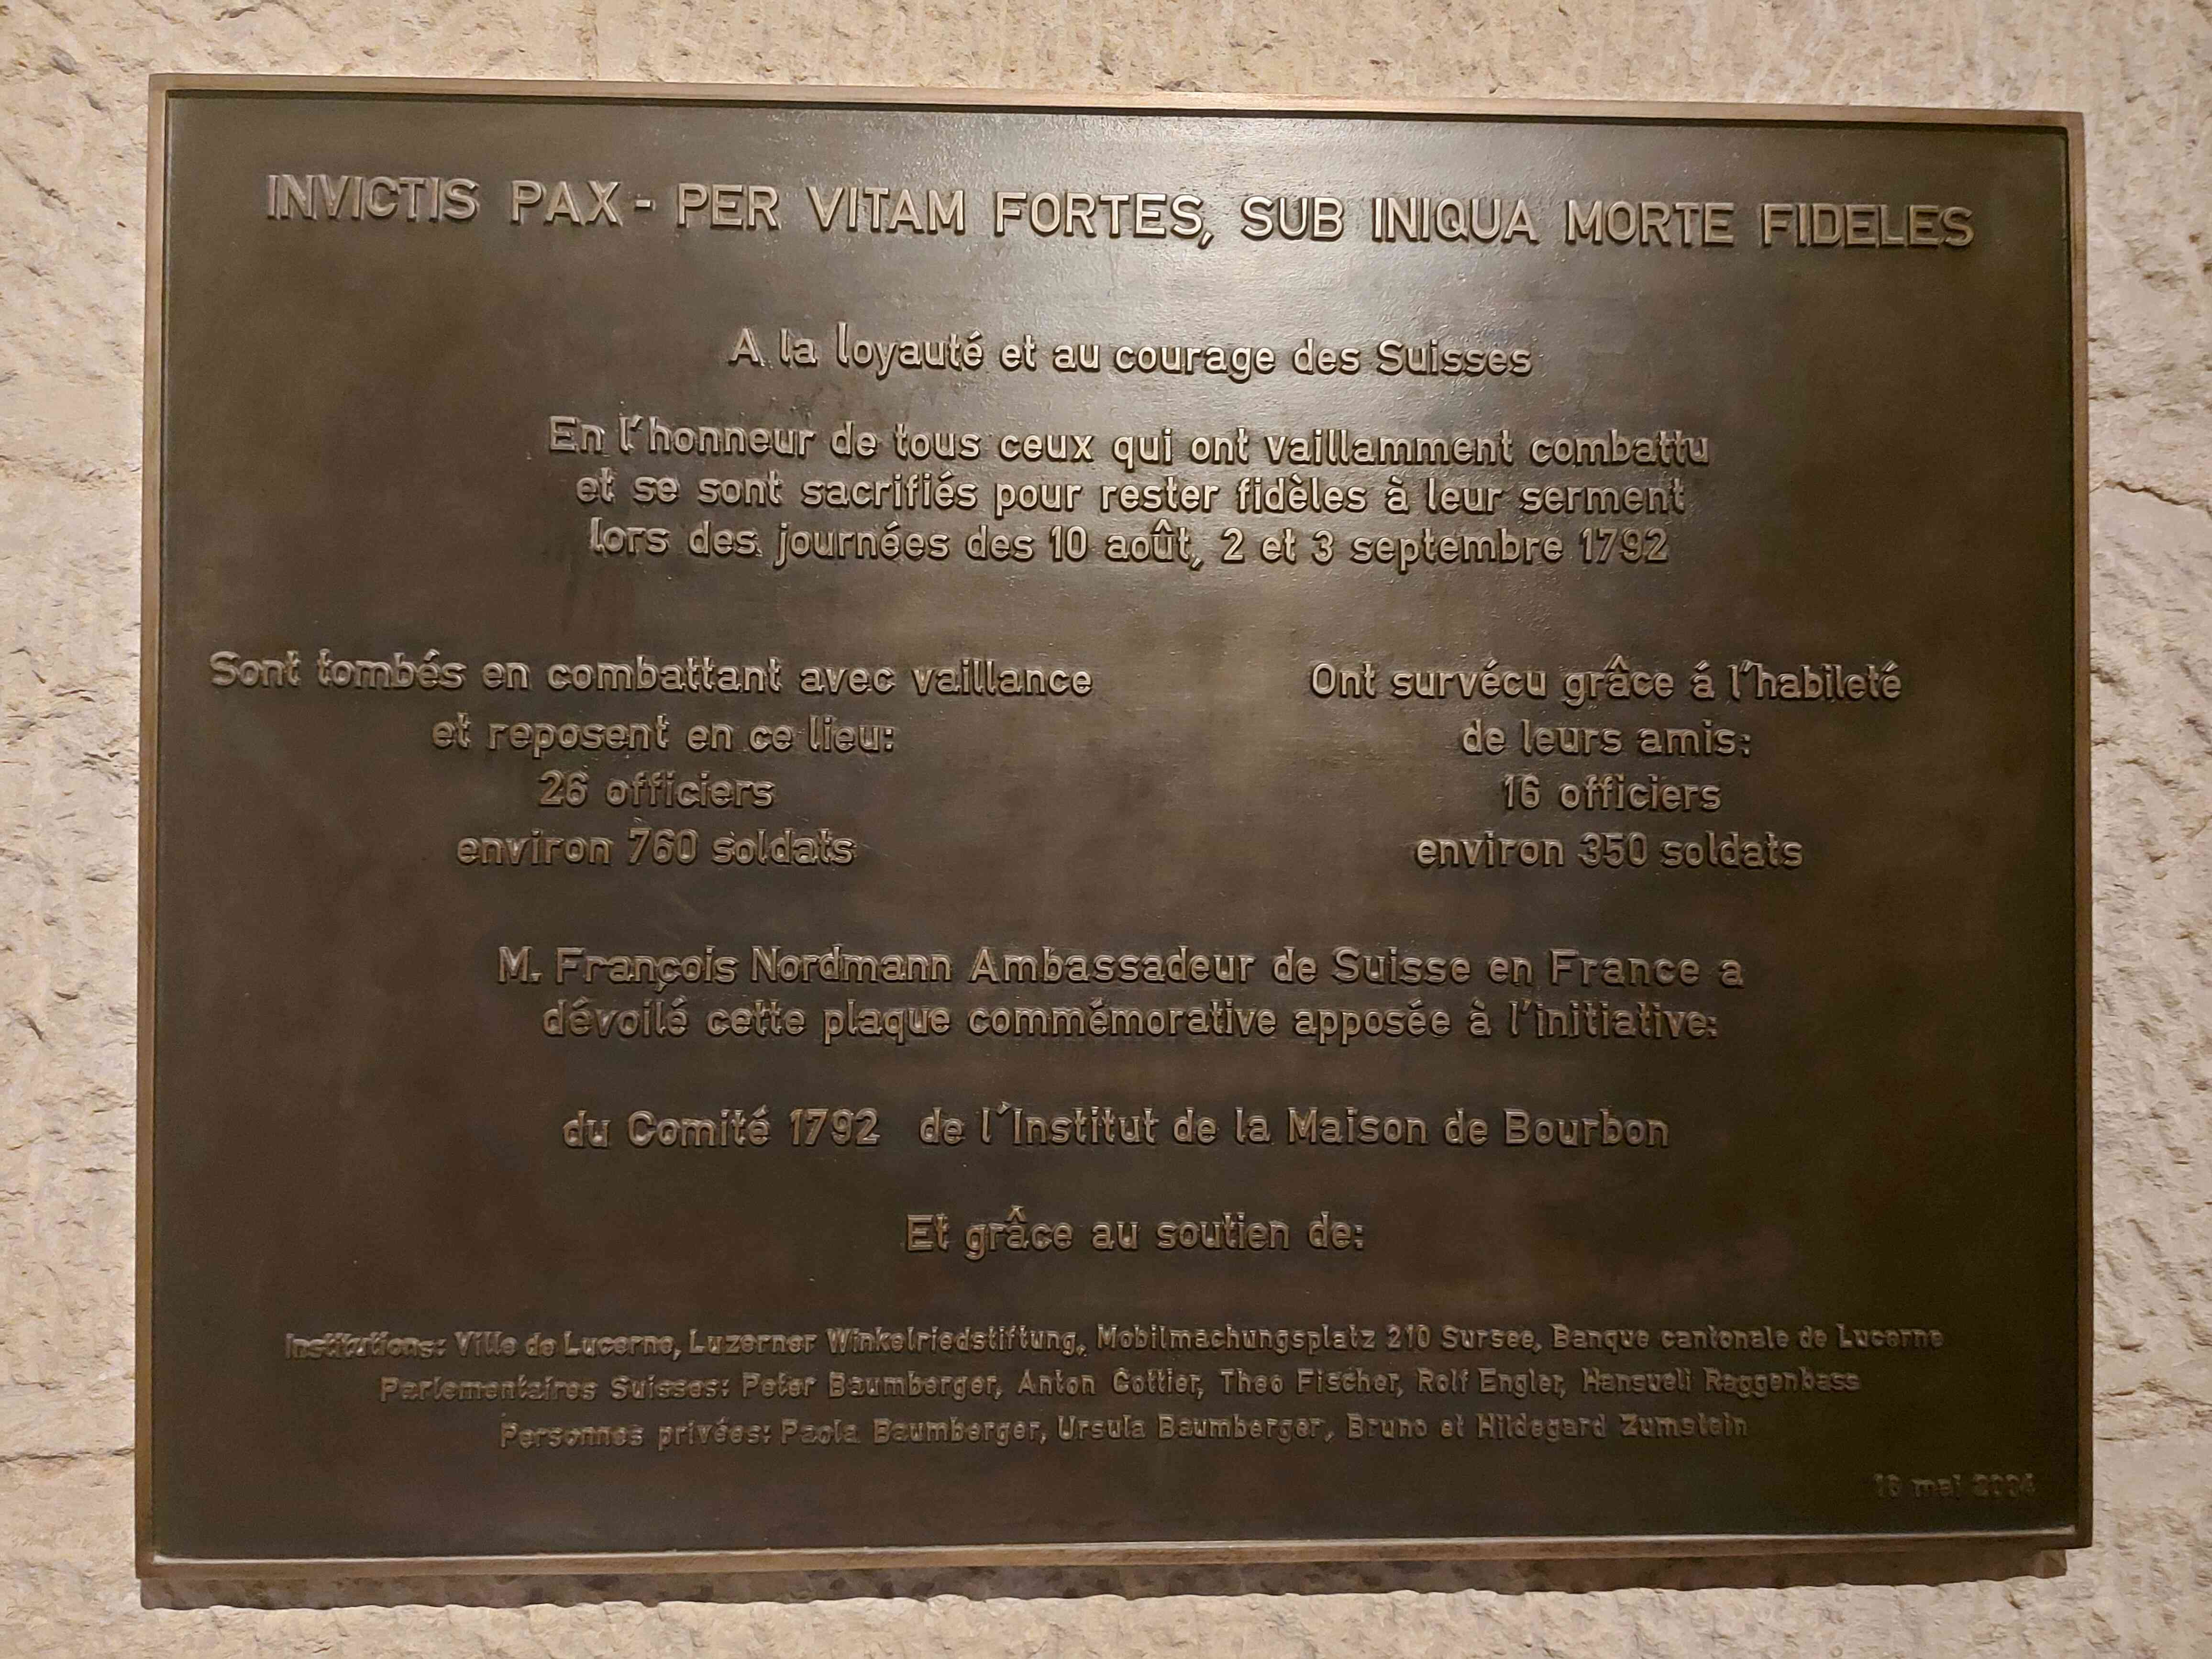 INVICTIS PAX - PER VITAM FORTES, SUB INIQUA MORTE FIDELES
A la loyauté et au courage des Suisses
En l'honneur de tous ceux qui ont vaillamment combattu
et se sont sacrifiés pour rester fidèles à leur serment
lors des journées des 10 août, 2 et 3 septembre 1792
Sont tombés en combattant avec vaillance
et reposent en ce lieu:
26 officiers
environ 760 soldats
Ont survécu grâce á l'habileté
de leurs amis:
16 officiers
environ 350 soldats
M. François Nordmann Ambassadeur de Suisse en France a
dévoilé cette plaque commémorative apposée à l'initiative:
du Comité 1792 de l'Institut de la Maison de Bourbon
Et grâce au soutien de:
Institutions: Ville de Lucerne, Luzerner Winkelriedstiftung, Mobilmachungsplatz 210 Sursee, Banque cantonale de Lucerne
Parlementaires Suisses: Peter Baumberger, Anton Cottier, Theo Fischer, Rolf Engler, Hansueli Raggenbass
Personnes privées: Paola Baumberger, Ursula Baumberger, Bruno et Hildegard Zumstein
mai